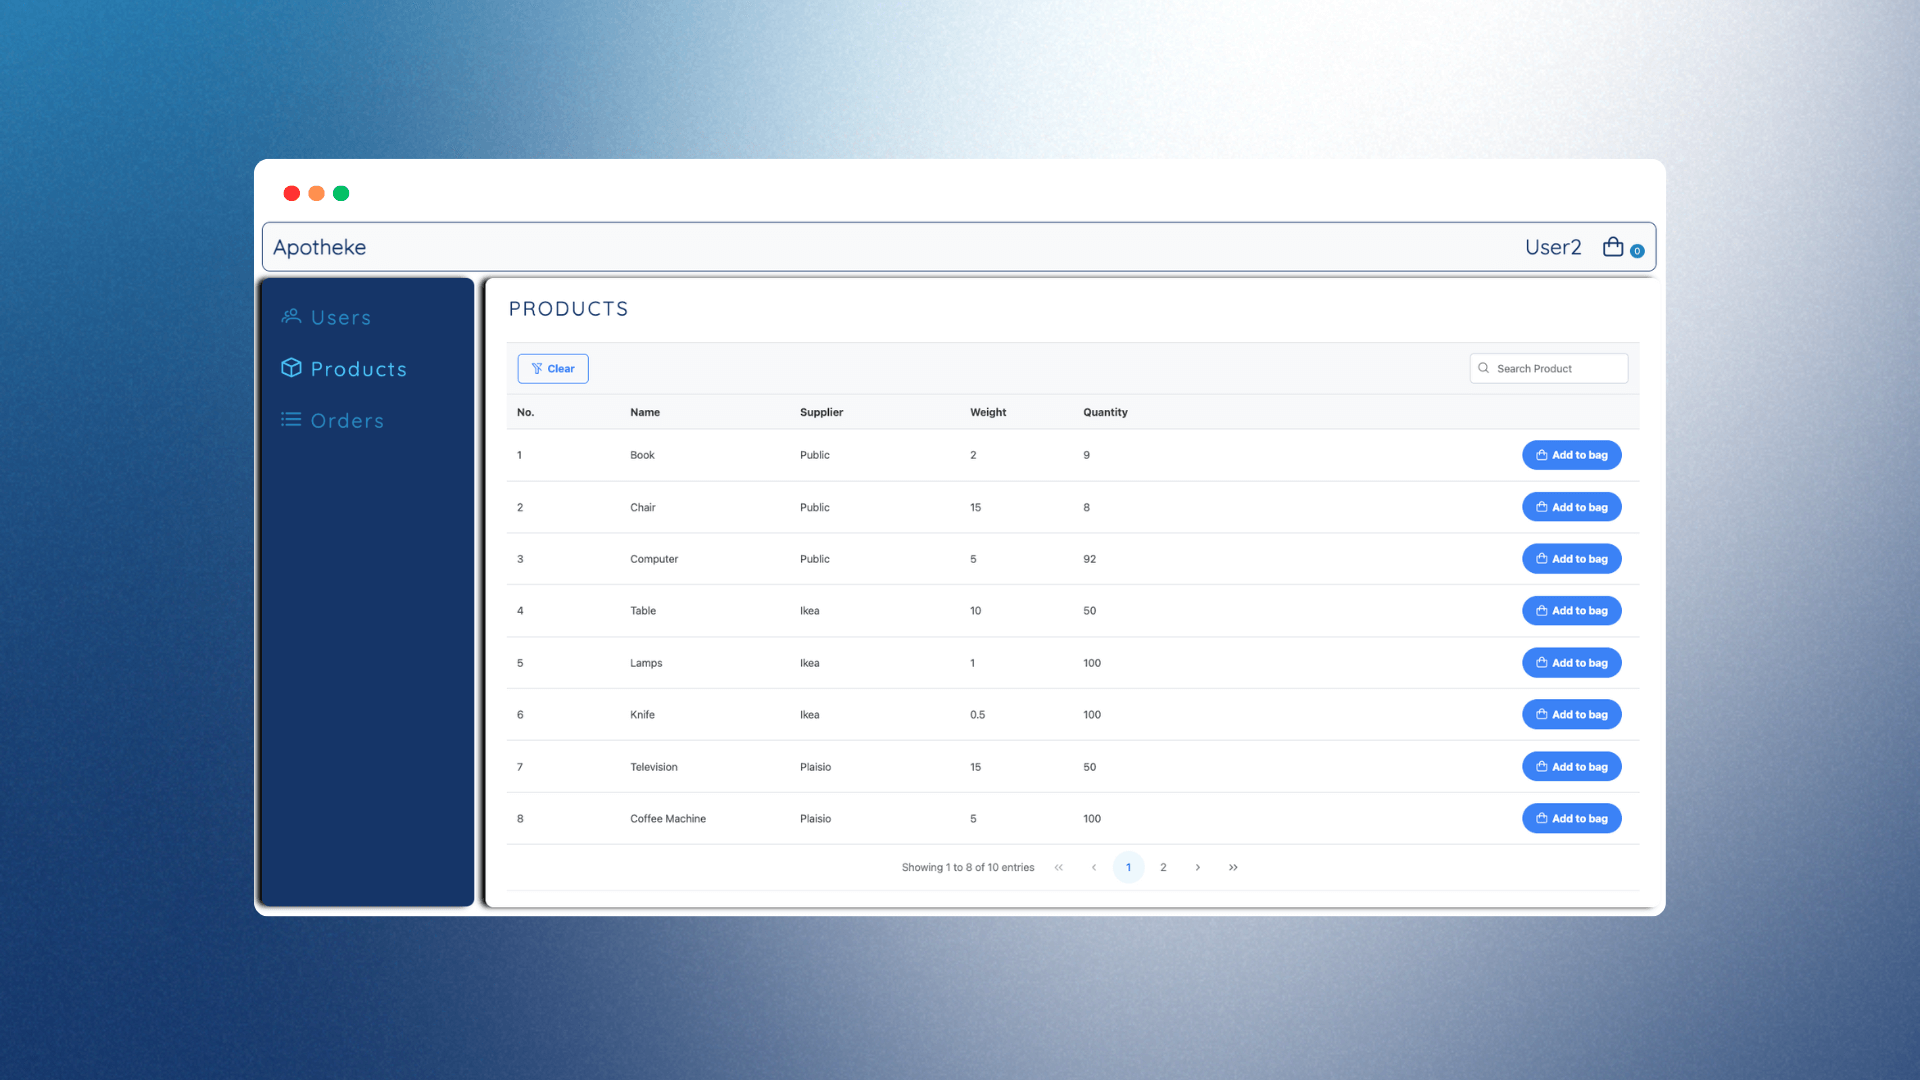 Apotheke User2 0
Users
Products
Orders
PRODUCTS
Clear Search Product
No. Name Supplier Weight Quantity
1 Book Public 2 9 Add to bag
2 Chair Public 15 8 Add to bag
3 Computer Public 5 92 Add to bag
4 Table Ikea 10 50 Add to bag
5 Lamps Ikea 1 100 Add to bag
6 Knife Ikea 0.5 100 Add to bag
7 Television Plaisio 15 50 Add to bag
8 Coffee Machine Plaisio 5 100 Add to bag
Showing 1 to 8 of 10 entries « ‹ 1 2 › »